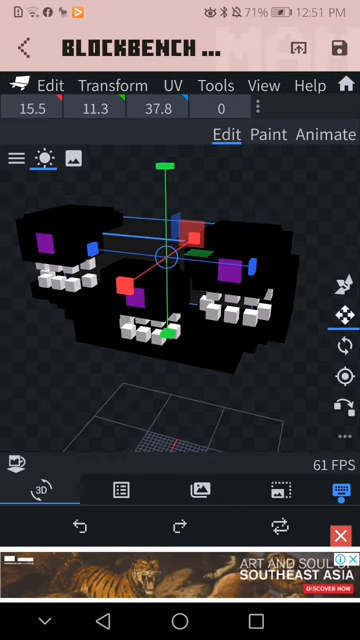 71% 12:51 PM
BLOCKBENCH ...
Edit Transform UV Tools View Help
15.5 11.3 37.8 0
Edit Paint Animate
61 FPS
3D
ART AND SOUL OF
SOUTHEAST ASIA
DISCOVER NOW